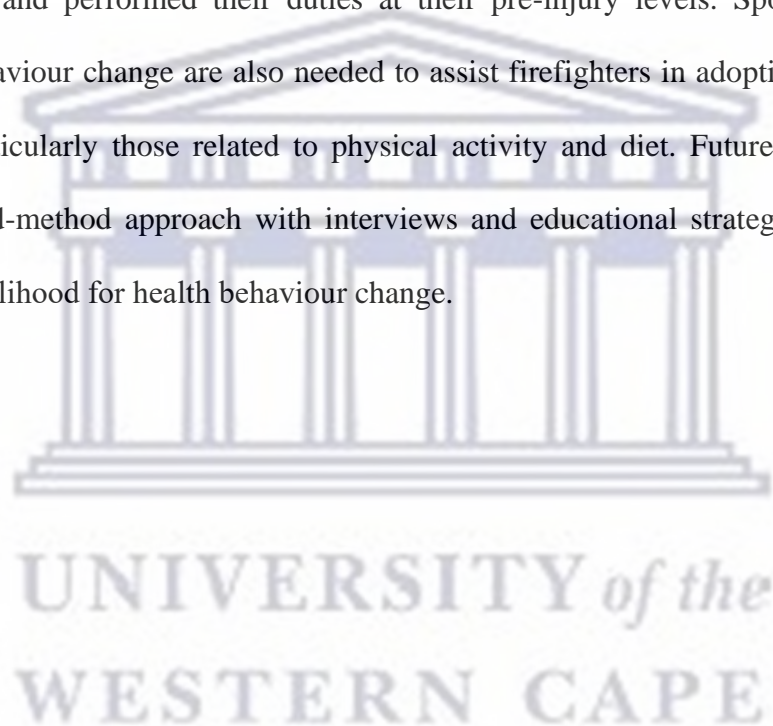 and performed their duties at their pre-injury levels.
aviour change are also needed to assist firefighters in adopti
icularly those related to physical activity and diet. Future
d-method approach with interviews and educational strateg
lihood for health behaviour change.
UNIVERSITY of the
WESTERN CAPE